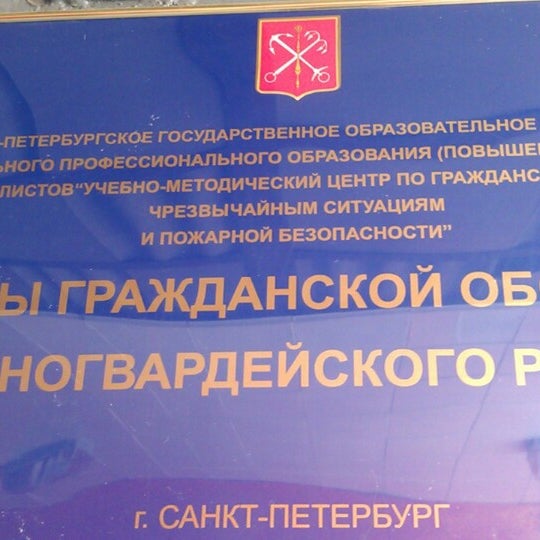 -ПЕТЕРБУРГСКОЕ ГОСУДАРСТВЕННОЕ ОБРАЗОВАТЕЛЬНОЕ
ЬНОГО ПРОФЕССИОНАЛЬНОГО ОБРАЗОВАНИЯ (ПОВЫШЕ
ЛИСТОВ"УЧЕБНО-МЕТОДИЧЕСКИЙ ЦЕНТР ПО ГРАЖДАНС
ЧРЕЗВЫЧАЙНЫМ СИТУАЦИЯМ
И ПОЖАРНОЙ БЕЗОПАСНОСТИ"
Ы ГРАЖДАНСКОЙ ОБО
НОГВАРДЕЙСКОГО Р
г. САНКТ-ПЕТЕРБУРГ